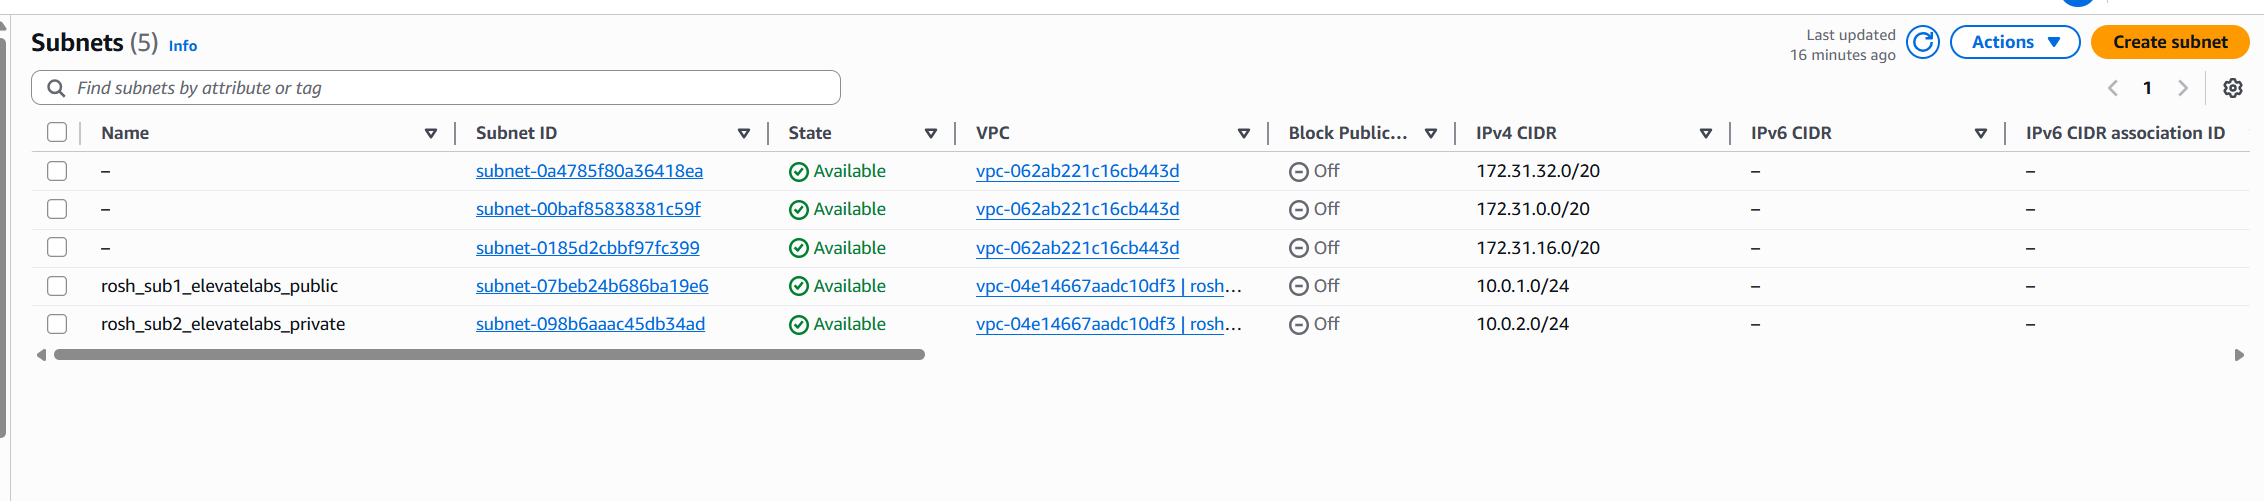 Subnets (5) Info
Last updated
16 minutes ago
Actions
Create subnet
Find subnets by attribute or tag
1
Name Subnet ID State VPC Block Public... IPv4 CIDR IPv6 CIDR IPv6 CIDR association ID
– subnet-0a4785f80a36418ea Available vpc-062ab221c16cb443d Off 172.31.32.0/20 – –
– subnet-00baf85838381c59f Available vpc-062ab221c16cb443d Off 172.31.0.0/20 – –
– subnet-0185d2cbbf97fc399 Available vpc-062ab221c16cb443d Off 172.31.16.0/20 – –
rosh_sub1_elevatelabs_public subnet-07beb24b686ba19e6 Available vpc-04e14667aadc10df3 | rosh... Off 10.0.1.0/24 – –
rosh_sub2_elevatelabs_private subnet-098b6aaac45db34ad Available vpc-04e14667aadc10df3 | rosh... Off 10.0.2.0/24 – –